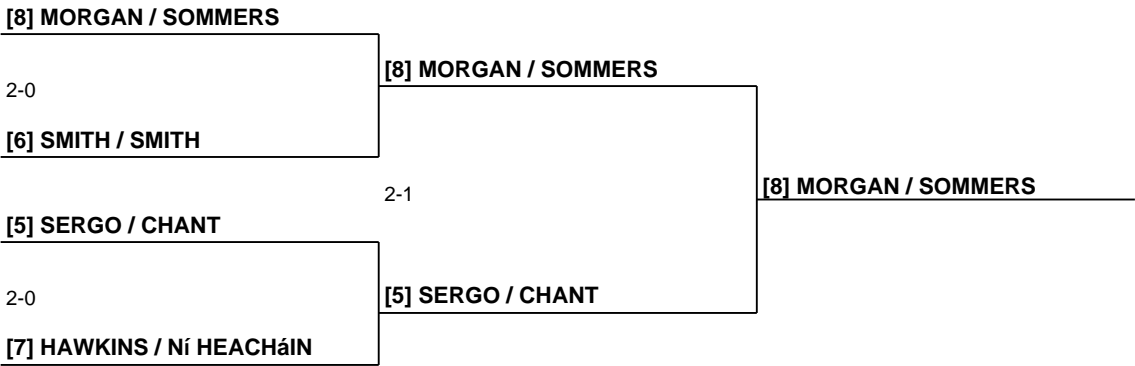 [8] MORGAN / SOMMERS
2-0
[6] SMITH / SMITH
[5] SERGO / CHANT
2-0
[7] HAWKINS / Ní HEACHáIN
[8] MORGAN / SOMMERS
2-1
[5] SERGO / CHANT
[8] MORGAN / SOMMERS